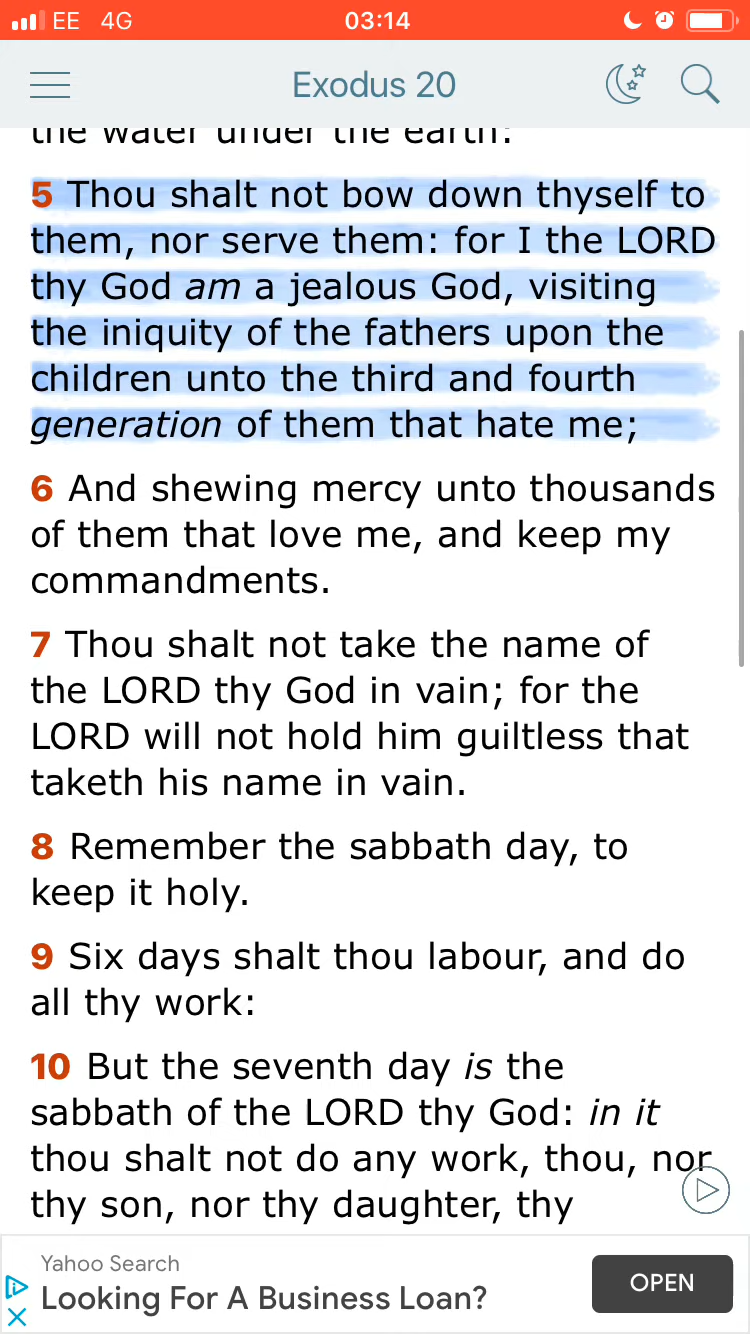 EE 4G 03:14
Exodus 20
the water under the earth:
5 Thou shalt not bow down thyself to
them, nor serve them: for I the LORD
thy God am a jealous God, visiting
the iniquity of the fathers upon the
children unto the third and fourth
generation of them that hate me;
6 And shewing mercy unto thousands
of them that love me, and keep my
commandments.
7 Thou shalt not take the name of
the LORD thy God in vain; for the
LORD will not hold him guiltless that
taketh his name in vain.
8 Remember the sabbath day, to
keep it holy.
9 Six days shalt thou labour, and do
all thy work:
10 But the seventh day is the
sabbath of the LORD thy God: in it
thou shalt not do any work, thou, nor
thy son, nor thy daughter, thy
Yahoo Search
Looking For A Business Loan?
OPEN